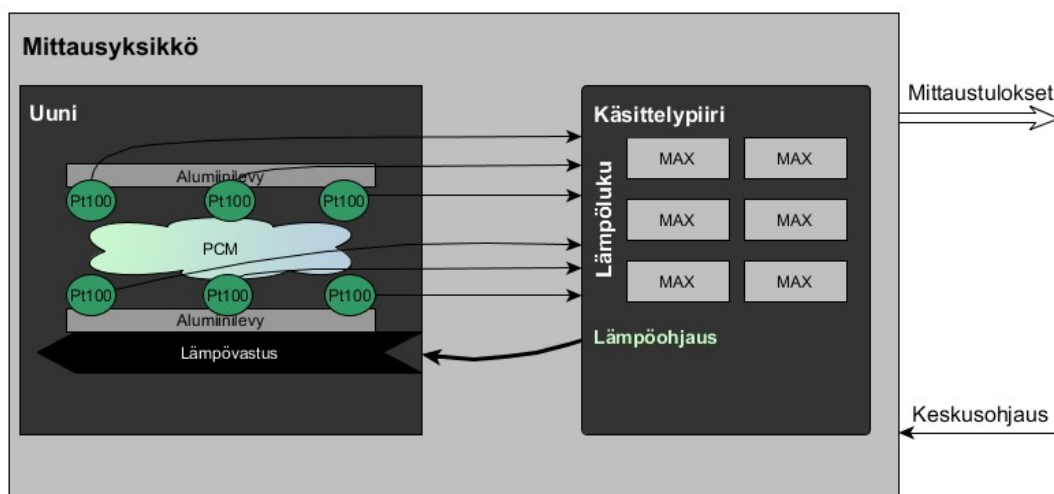 Mittausyksikkö
Uuni
Alumiinilevy
Pt100
Pt100
Pt100
PCM
Pt100
Pt100
Pt100
Alumiinilevy
Lämpövastus
Käsittelypiiri
Lämpöluku
MAX
MAX
MAX
MAX
MAX
MAX
Lämpöohjaus
Mittaustulokset
Keskusohjaus